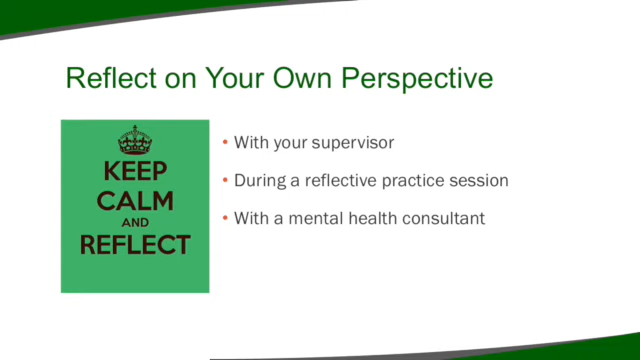 Reflect on Your Own Perspective
KEEP
CALM
AND
REFLECT
• With your supervisor
• During a reflective practice session
• With a mental health consultant